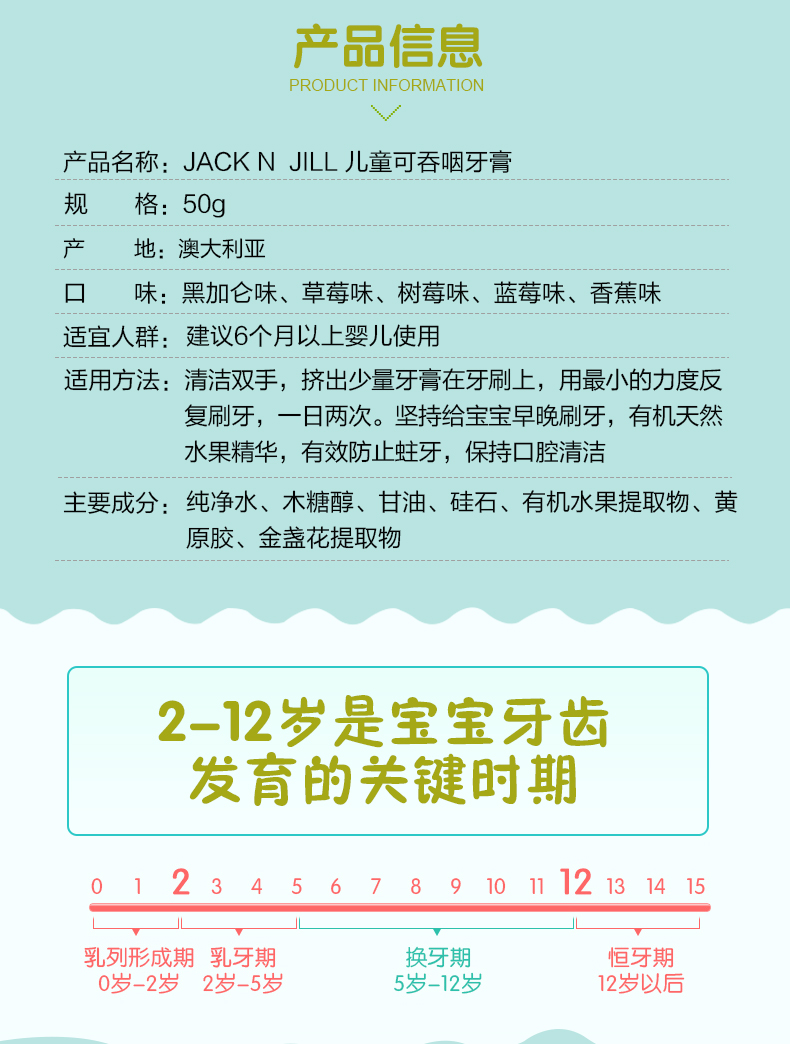 产品信息
PRODUCT INFORMATION
产品名称：JACK N JILL 儿童可吞咽牙膏
规 格：50g
产 地：澳大利亚
口 味：黑加仑味、草莓味、树莓味、蓝莓味、香蕉味
适宜人群：建议6个月以上婴儿使用
适用方法：清洁双手，挤出少量牙膏在牙刷上，用最小的力度反
复刷牙，一日两次。坚持给宝宝早晚刷牙，有机天然
水果精华，有效防止蛀牙，保持口腔清洁
主要成分：纯净水、木糖醇、甘油、硅石、有机水果提取物、黄
原胶、金盏花提取物
2-12岁是宝宝牙齿
发育的关键时期
0 1 2 3 4 5 6 7 8 9 10 11 12 13 14 15
乳列形成期 乳牙期 换牙期 恒牙期
0岁-2岁 2岁-5岁 5岁-12岁 12岁以后